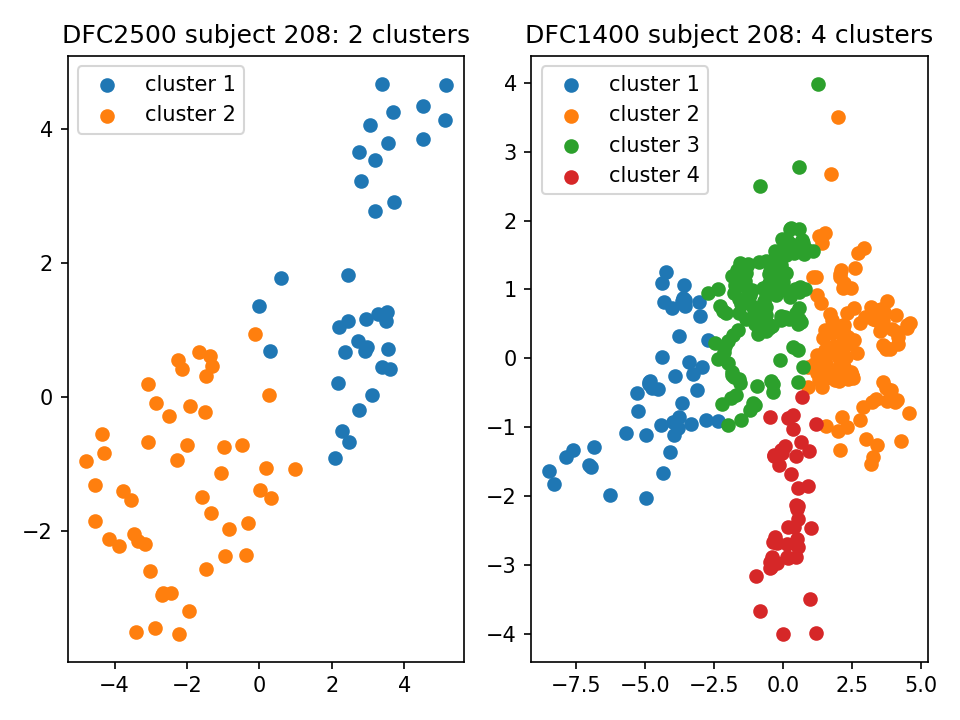 DFC2500 subject 208: 2 clusters
cluster 1
cluster 2
4
2
0
−2
−4 −2 0 2 4
DFC1400 subject 208: 4 clusters
cluster 1
cluster 2
cluster 3
cluster 4
4
3
2
1
0
−1
−2
−3
−4
−7.5 −5.0 −2.5 0.0 2.5 5.0